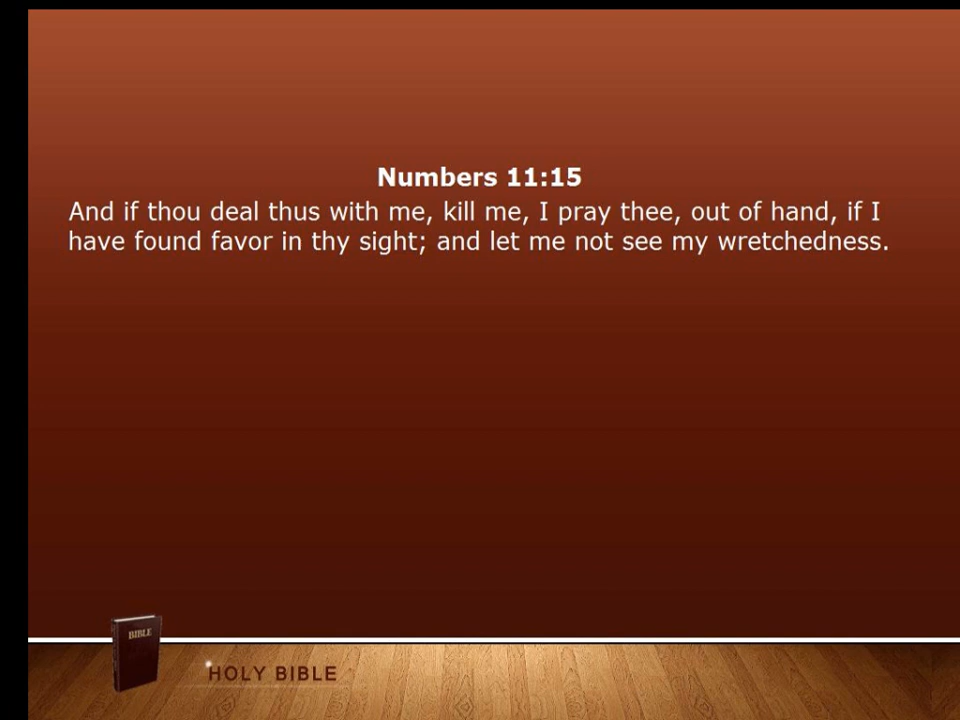 Numbers 11:15
And if thou deal thus with me, kill me, I pray thee, out of hand, if I
have found favor in thy sight; and let me not see my wretchedness.
BIBLE
HOLY BIBLE